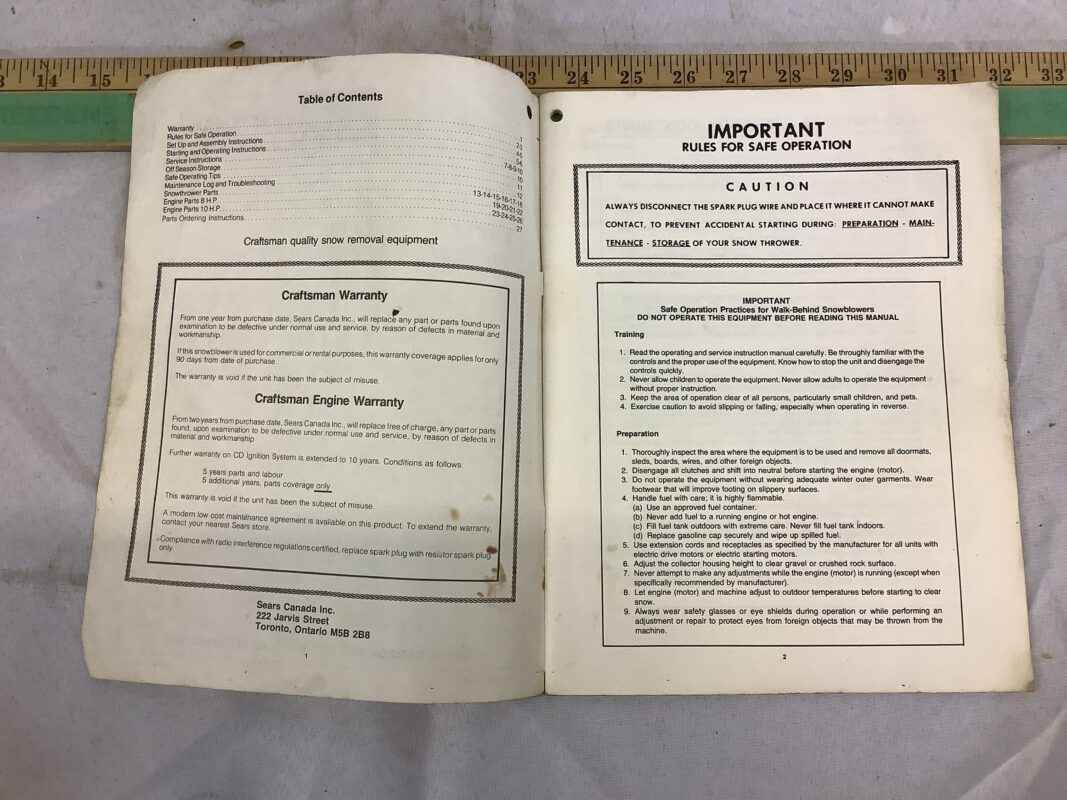 13 14 15 23 24 25 26 27 28 29 30 31 32 33
Table of Contents
Warranty 1
Rules for Safe Operation 2-3
Set Up and Assembly Instructions
Starting and Operating Instructions
Service Instructions 7-8-9-10
Off Season Storage 10
Safe Operating Tips 11
Maintenance Log and Troubleshooting 12
Snowthrower Parts 13-14-15-16-17-18
Engine Parts 8 H.P. 19-20-21-22
Engine Parts 10 H.P. 23-24-25-26
Parts Ordering Instructions 27
Craftsman quality snow removal equipment
Craftsman Warranty
From one year from purchase date, Sears Canada Inc., will replace any part or parts found upon
examination to be defective under normal use and service, by reason of defects in material and
workmanship.
If this snowblower is used for commercial or rental purposes, this warranty coverage applies for only
90 days from date of purchase.
The warranty is void if the unit has been the subject of misuse.
Craftsman Engine Warranty
From two years from purchase date, Sears Canada Inc., will replace free of charge, any part or parts
found, upon examination to be defective under normal use and service, by reason of defects in
material and workmanship
Further warranty on CD Ignition System is extended to 10 years. Conditions as follows:
5 years parts and labour
5 additional years, parts coverage only
This warranty is void if the unit has been the subject of misuse.
A modern low cost maintnance agreement is available on this product. To extend the warranty,
contact your nearest Sears store.
Compliance with radio interference regulations certified, replace spark plug with resistor spark plug
only.
Sears Canada Inc.
222 Jarvis Street
Toronto, Ontario M5B 2B8
1
IMPORTANT
RULES FOR SAFE OPERATION
CAUTION
ALWAYS DISCONNECT THE SPARK PLUG WIRE AND PLACE IT WHERE IT CANNOT MAKE
CONTACT, TO PREVENT ACCIDENTAL STARTING DURING: PREPARATION - MAIN-
TENANCE - STORAGE OF YOUR SNOW THROWER.
IMPORTANT
Safe Operation Practices for Walk-Behind Snowblowers
DO NOT OPERATE THIS EQUIPMENT BEFORE READING THIS MANUAL
Training
1. Read the operating and service instruction manual carefully. Be throughly familiar with the
controls and the proper use of the equipment. Know how to stop the unit and disengage the
controls quickly.
2. Never allow children to operate the equipment. Never allow adults to operate the equipment
without proper instruction.
3. Keep the area of operation clear of all persons, particularly small children, and pets.
4. Exercise caution to avoid slipping or falling, especially when operating in reverse.
Preparation
1. Thoroughly inspect the area where the equipment is to be used and remove all doormats,
sleds, boards, wires, and other foreign objects.
2. Disengage all clutches and shift into neutral before starting the engine (motor).
3. Do not operate the equipment without wearing adequate winter outer garments. Wear
footwear that will improve footing on slippery surfaces.
4. Handle fuel with care; it is highly flammable.
(a) Use an approved fuel container.
(b) Never add fuel to a running engine or hot engine.
(c) Fill fuel tank outdoors with extreme care. Never fill fuel tank indoors.
(d) Replace gasoline cap securely and wipe up spilled fuel.
5. Use extension cords and receptacles as specified by the manufacturer for all units with
electric drive motors or electric starting motors.
6. Adjust the collector housing height to clear gravel or crushed rock surface.
7. Never attempt to make any adjustments while the engine (motor) is running (except when
specifically recommended by manufacturer).
8. Let engine (motor) and machine adjust to outdoor temperatures before starting to clear
snow.
9. Always wear safety glasses or eye shields during operation or while performing an
adjustment or repair to protect eyes from foreign objects that may be thrown from the
machine.
2